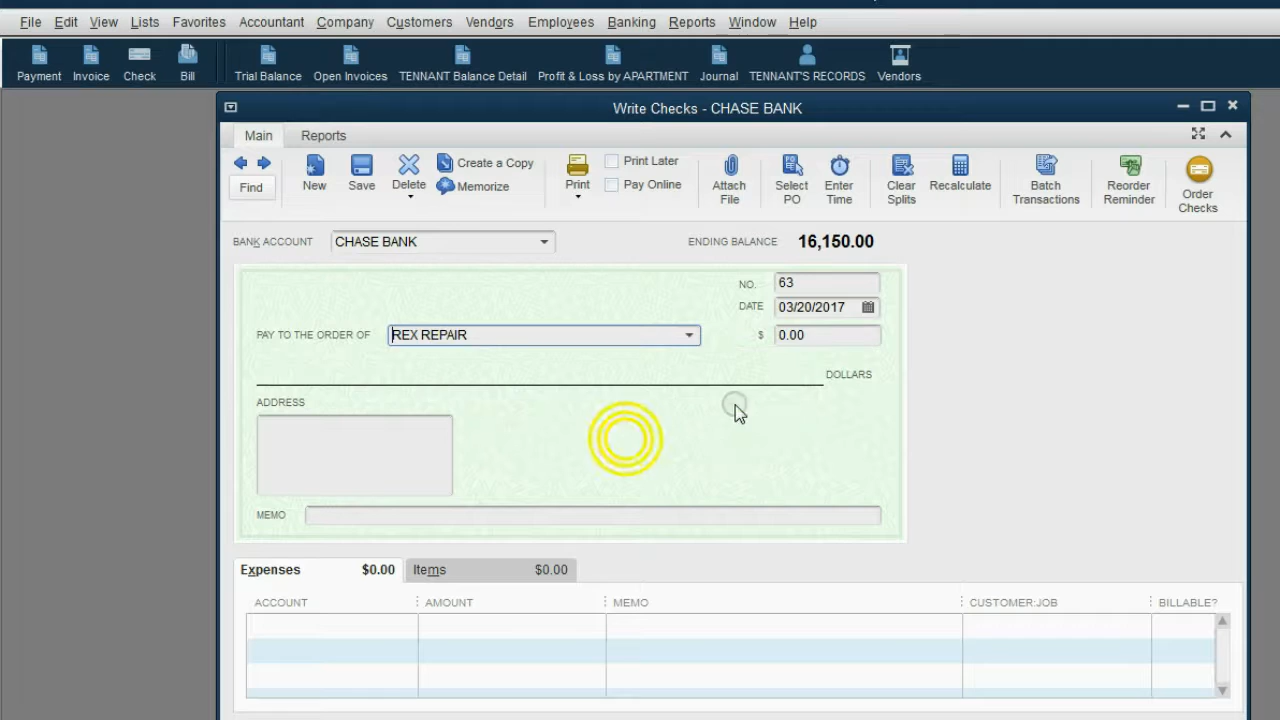 File Edit View Lists Favorites Accountant Company Customers Vendors Employees Banking Reports Window Help
Payment Invoice Check Bill Trial Balance Open Invoices TENNANT Balance Detail Profit & Loss by APARTMENT Journal TENNANT'S RECORDS Vendors
Write Checks - CHASE BANK
Main Reports
Find New Save Delete Create a Copy Memorize Print Print Later Pay Online Attach File Select PO Enter Time Clear Splits Recalculate Batch Transactions Reorder Reminder Order Checks
BANK ACCOUNT CHASE BANK ENDING BALANCE 16,150.00
NO. 63
DATE 03/20/2017
PAY TO THE ORDER OF REX REPAIR $ 0.00
DOLLARS
ADDRESS
MEMO
Expenses $0.00 Items $0.00
ACCOUNT AMOUNT MEMO CUSTOMER:JOB BILLABLE?